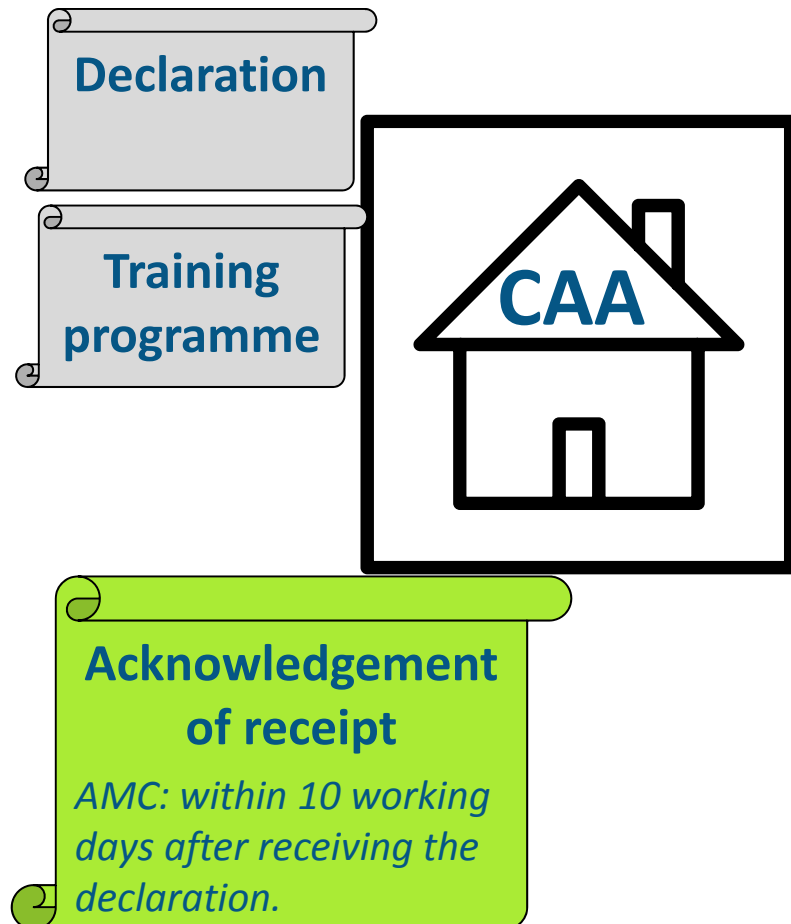 Declaration
Training
programme
CAA
Acknowledgement
of receipt
AMC: within 10 working
days after receiving the
declaration.